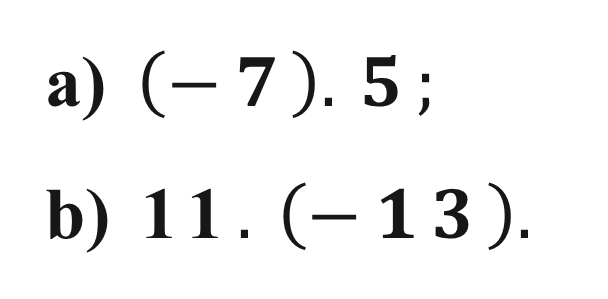 a) (− 7 ). 5 ;
b) 11 . (− 13 ).